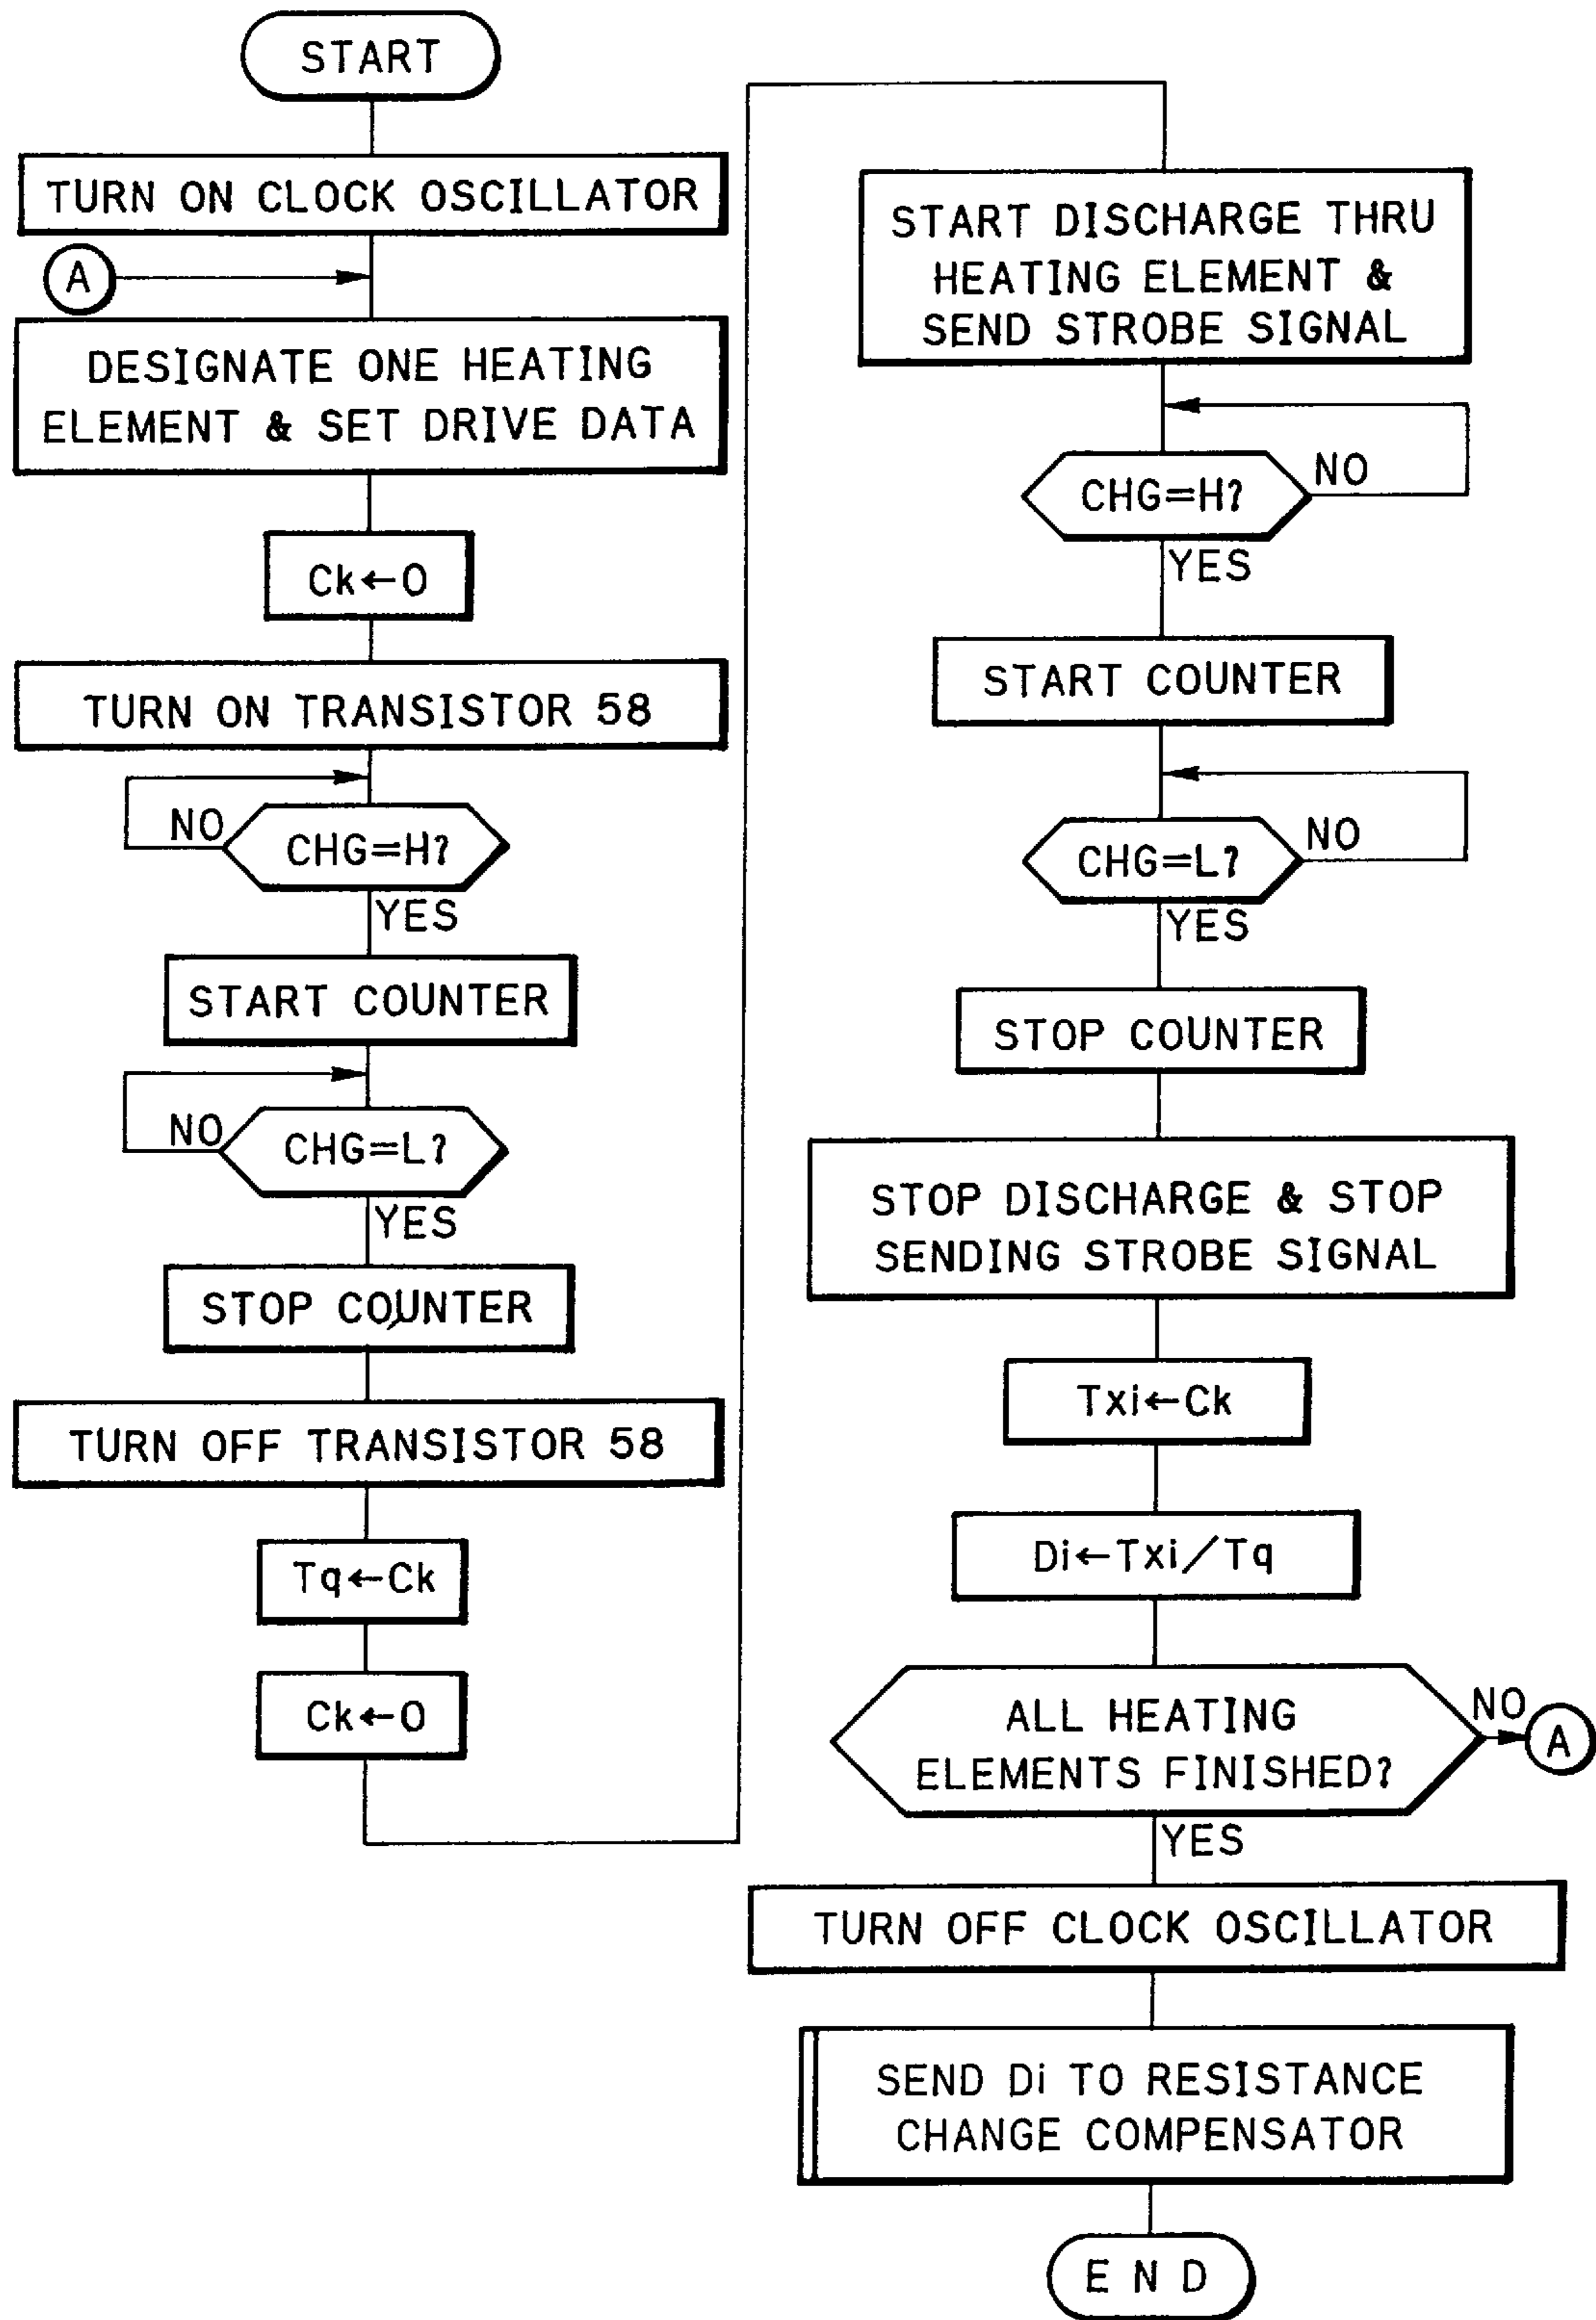 START
TURN ON CLOCK OSCILLATOR
A
DESIGNATE ONE HEATING
ELEMENT & SET DRIVE DATA
Ck←0
TURN ON TRANSISTOR 58
NO
CHG=H?
YES
START COUNTER
NO
CHG=L?
YES
STOP COUNTER
TURN OFF TRANSISTOR 58
Tq←Ck
Ck←0
START DISCHARGE THRU
HEATING ELEMENT &
SEND STROBE SIGNAL
CHG=H?
NO
YES
START COUNTER
CHG=L?
NO
YES
STOP COUNTER
STOP DISCHARGE & STOP
SENDING STROBE SIGNAL
Txi←Ck
Di←Txi/Tq
ALL HEATING
ELEMENTS FINISHED?
NO
A
YES
TURN OFF CLOCK OSCILLATOR
SEND Di TO RESISTANCE
CHANGE COMPENSATOR
END